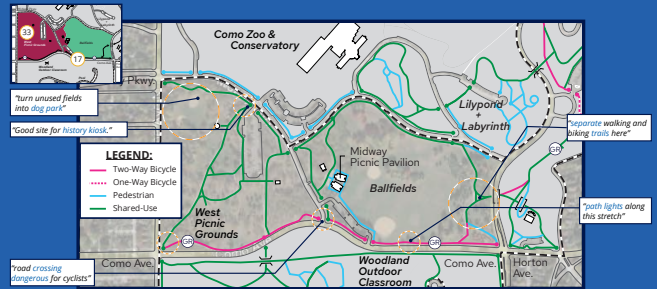 33
17
Como Zoo &
Conservatory
Pkwy.
"turn unused fields
into dog park"
"Good site for history kiosk."
Lilypond
+
Labyrinth
"separate walking and
biking trails here"
GR
LEGEND:
Two-Way Bicycle
One-Way Bicycle
Pedestrian
Shared-Use
Midway
Picnic Pavilion
Ballfields
West
Picnic
Grounds
"path lights along
this stretch"
GR
GR
Como Ave.
"road crossing
dangerous for cyclists"
Woodland
Outdoor
Classroom
Como Ave.
Horton
Ave.